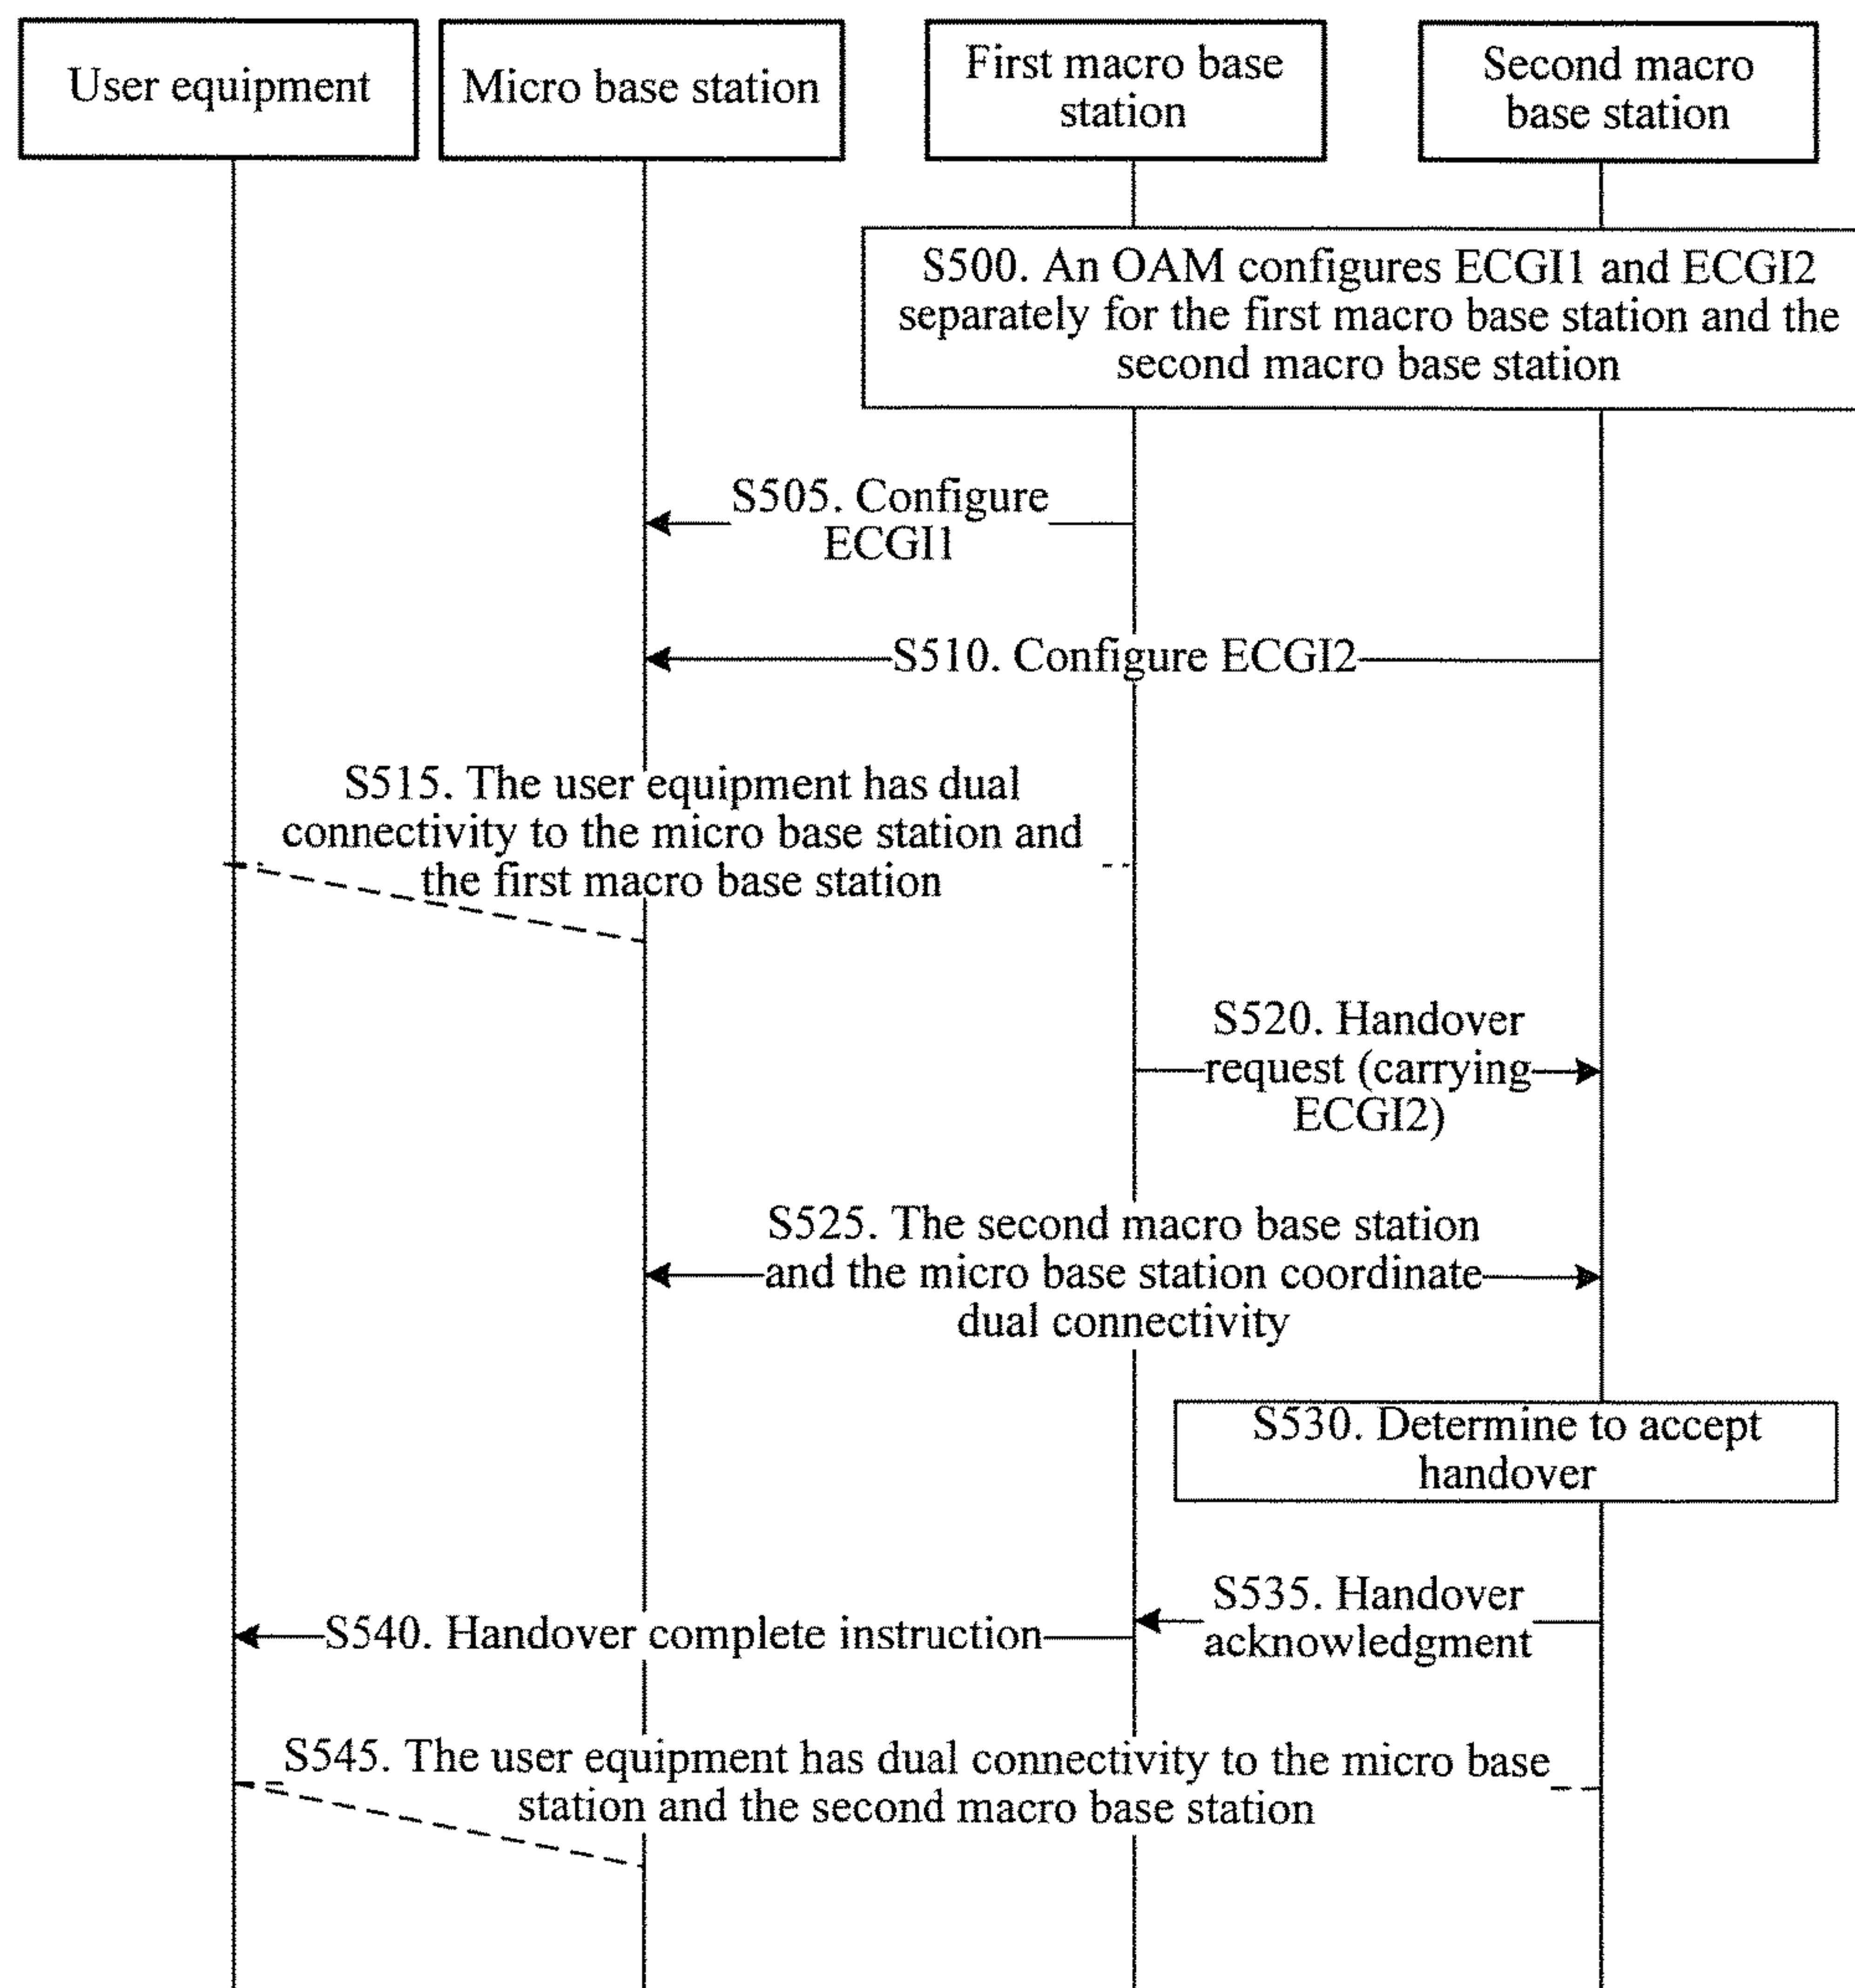 User equipment
Micro base station
First macro base
station
Second macro
base station
S500. An OAM configures ECGI1 and ECGI2
separately for the first macro base station and the
second macro base station
S505. Configure
ECGI1
S510. Configure ECGI2
S515. The user equipment has dual
connectivity to the micro base station and
the first macro base station
S520. Handover
request (carrying
ECGI2)
S525. The second macro base station
and the micro base station coordinate
dual connectivity
S530. Determine to accept
handover
S535. Handover
acknowledgment
S540. Handover complete instruction
S545. The user equipment has dual connectivity to the micro base
station and the second macro base station